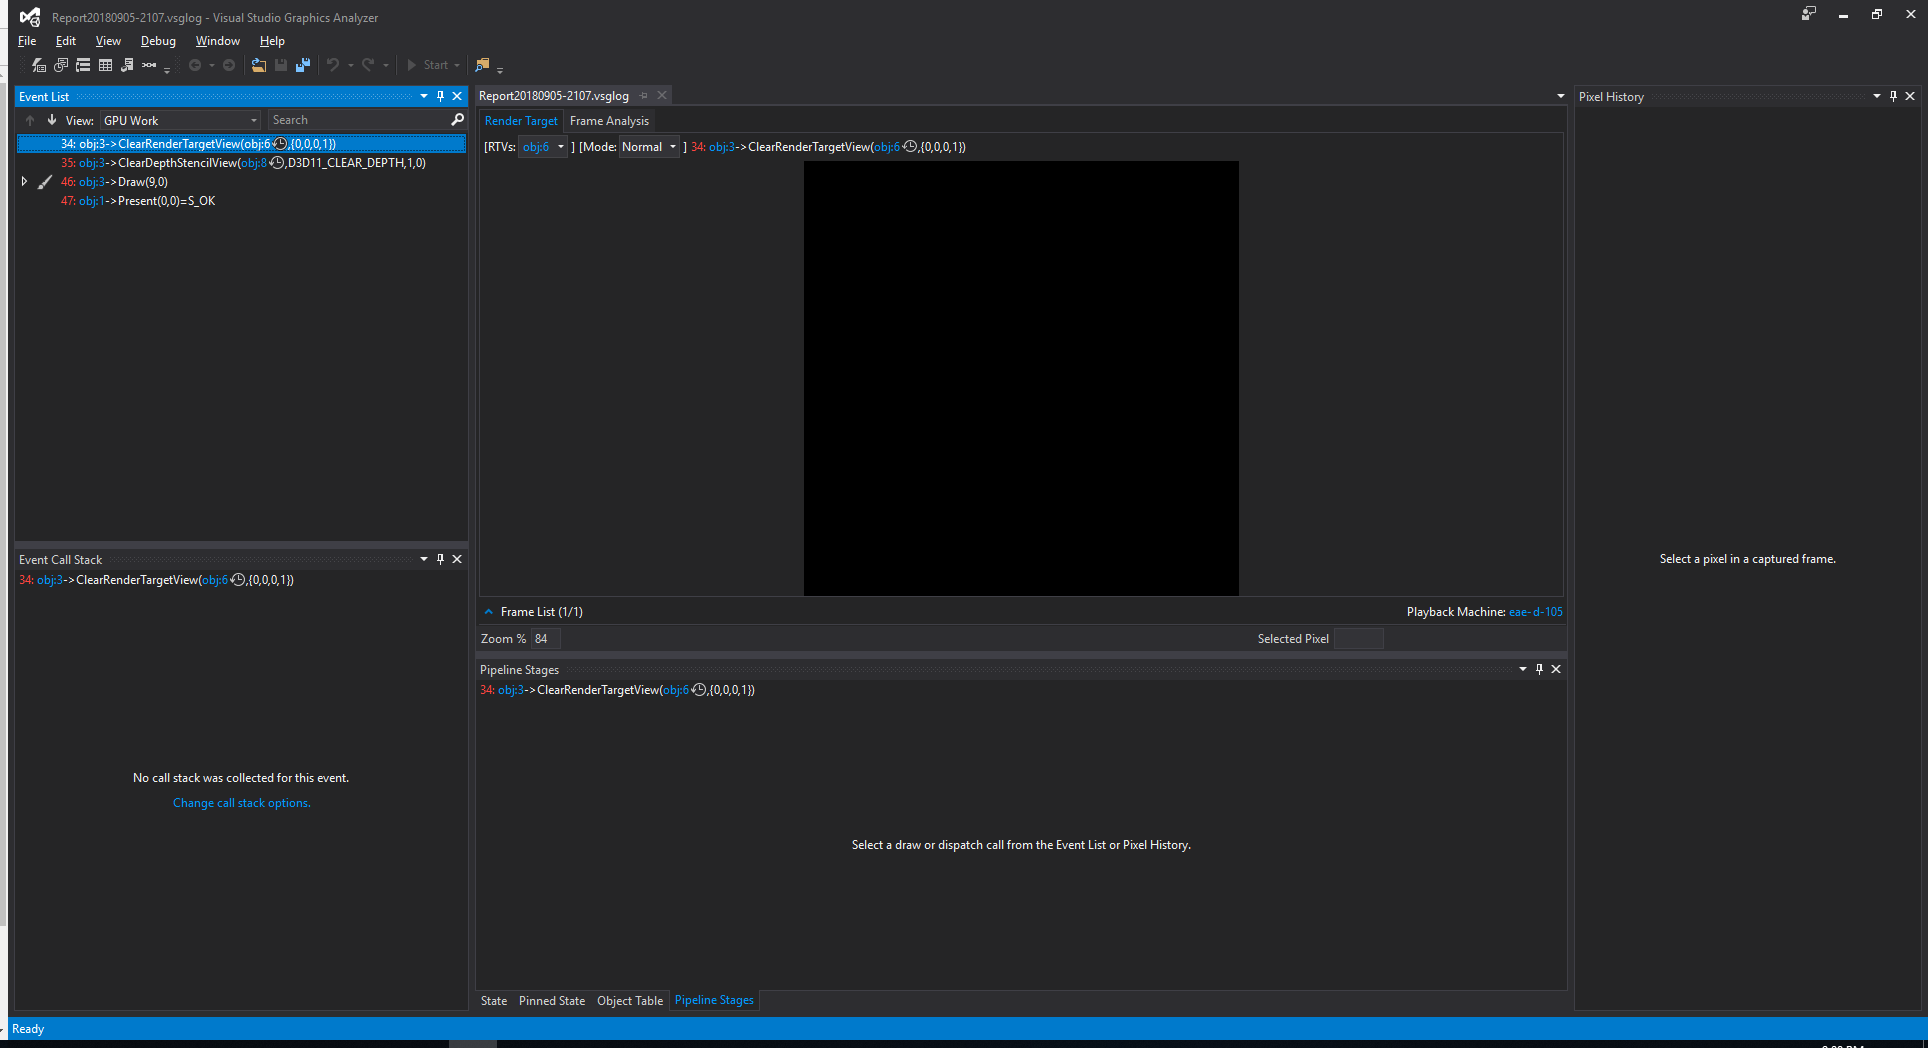 Report20180905-2107.vsglog - Visual Studio Graphics Analyzer
File Edit View Debug Window Help
Start
Event List
View: GPU Work Search
34: obj:3->ClearRenderTargetView(obj:6,{0,0,0,1})
35: obj:3->ClearDepthStencilView(obj:8,D3D11_CLEAR_DEPTH,1,0)
46: obj:3->Draw(9,0)
47: obj:1->Present(0,0)=S_OK
Event Call Stack
34: obj:3->ClearRenderTargetView(obj:6,{0,0,0,1})
No call stack was collected for this event.
Change call stack options.
Report20180905-2107.vsglog
Render Target Frame Analysis
[RTVs: obj:6 ] [Mode: Normal ] 34: obj:3->ClearRenderTargetView(obj:6,{0,0,0,1})
Frame List (1/1) Playback Machine: eae-d-105
Zoom % 84 Selected Pixel
Pipeline Stages
34: obj:3->ClearRenderTargetView(obj:6,{0,0,0,1})
Select a draw or dispatch call from the Event List or Pixel History.
State Pinned State Object Table Pipeline Stages
Pixel History
Select a pixel in a captured frame.
Ready